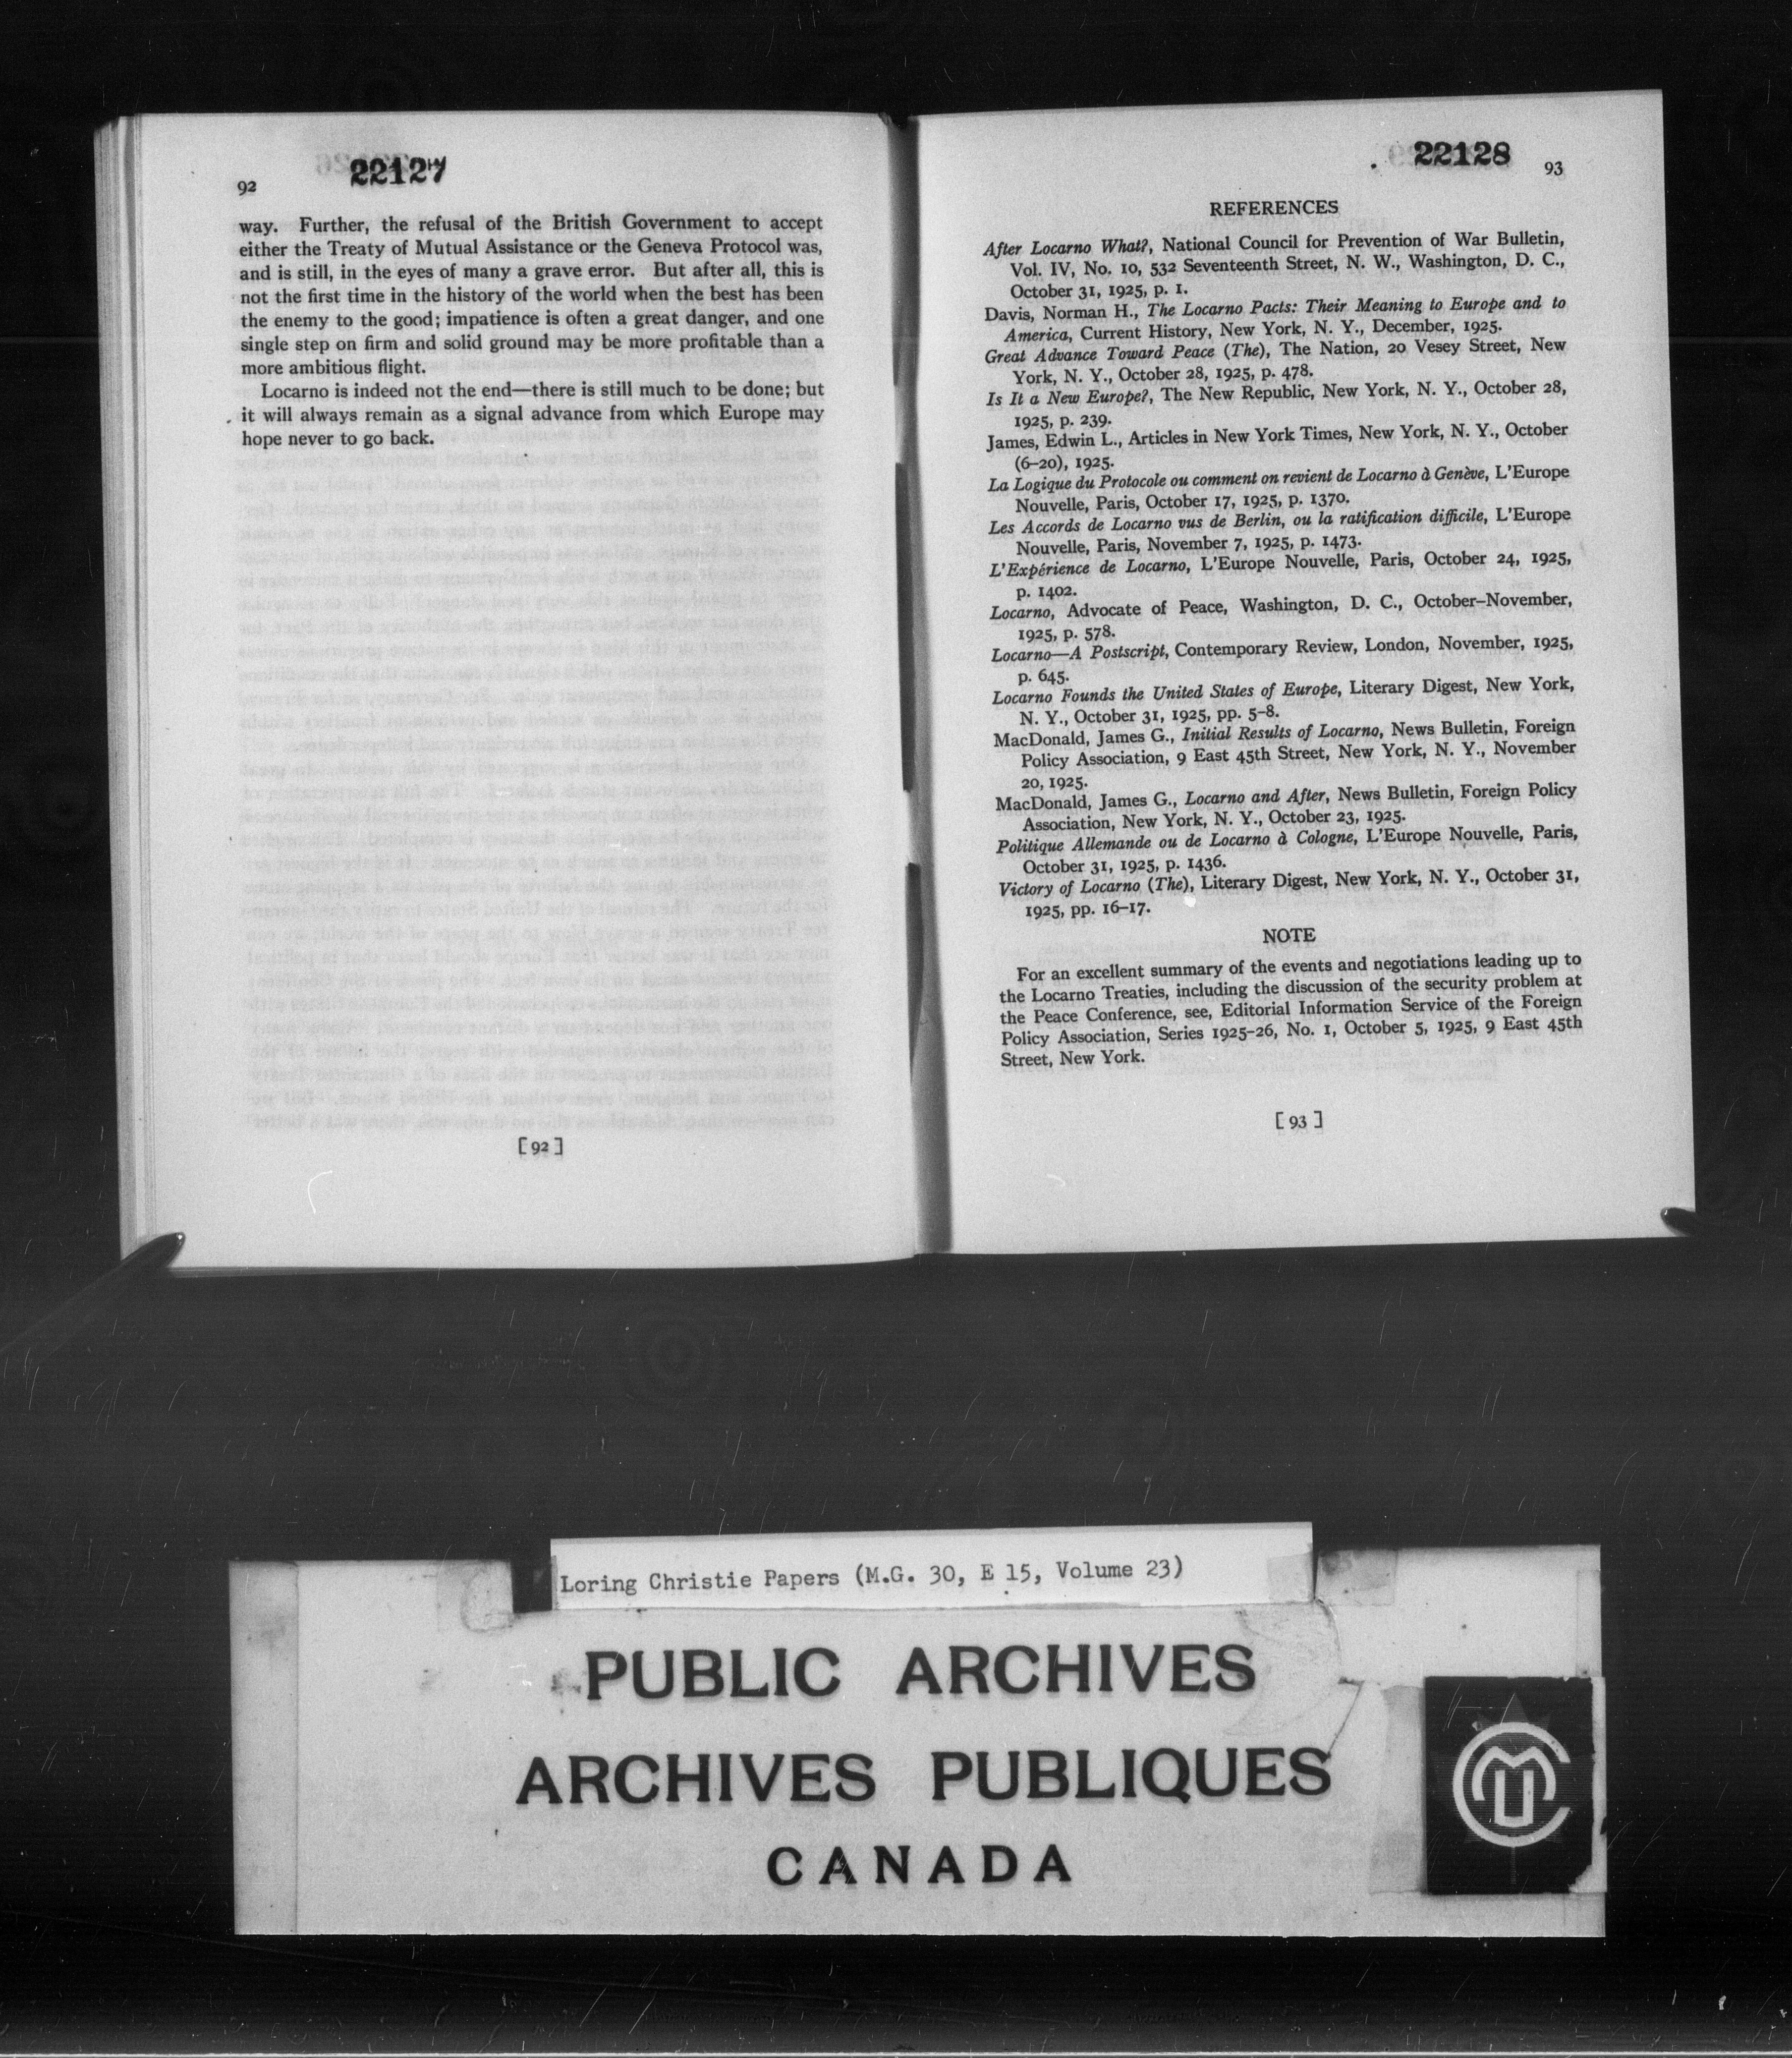 92
22127
way. Further, the refusal of the British Government to accept
either the Treaty of Mutual Assistance or the Geneva Protocol was,
and is still, in the eyes of many a grave error. But after all, this is
not the first time in the history of the world when the best has been
the enemy to the good; impatience is often a great danger, and one
single step on firm and solid ground may be more profitable than a
more ambitious flight.
Locarno is indeed not the end—there is still much to be done; but
it will always remain as a signal advance from which Europe may
hope never to go back.
[ 92 ]
22128
93
REFERENCES
After Locarno What?, National Council for Prevention of War Bulletin,
Vol. IV, No. 10, 532 Seventeenth Street, N. W., Washington, D. C.,
October 31, 1925, p. 1.
Davis, Norman H., The Locarno Pacts: Their Meaning to Europe and to
America, Current History, New York, N. Y., December, 1925.
Great Advance Toward Peace (The), The Nation, 20 Vesey Street, New
York, N. Y., October 28, 1925, p. 478.
Is It a New Europe?, The New Republic, New York, N. Y., October 28,
1925, p. 239.
James, Edwin L., Articles in New York Times, New York, N. Y., October
(6–20), 1925.
La Logique du Protocole ou comment on revient de Locarno à Genève, L'Europe
Nouvelle, Paris, October 17, 1925, p. 1370.
Les Accords de Locarno vus de Berlin, ou la ratification difficile, L'Europe
Nouvelle, Paris, November 7, 1925, p. 1473.
L'Expérience de Locarno, L'Europe Nouvelle, Paris, October 24, 1925,
p. 1402.
Locarno, Advocate of Peace, Washington, D. C., October–November,
1925, p. 578.
Locarno—A Postscript, Contemporary Review, London, November, 1925,
p. 645.
Locarno Founds the United States of Europe, Literary Digest, New York,
N. Y., October 31, 1925, pp. 5–8.
MacDonald, James G., Initial Results of Locarno, News Bulletin, Foreign
Policy Association, 9 East 45th Street, New York, N. Y., November
20, 1925.
MacDonald, James G., Locarno and After, News Bulletin, Foreign Policy
Association, New York, N. Y., October 23, 1925.
Politique Allemande ou de Locarno à Cologne, L'Europe Nouvelle, Paris,
October 31, 1925, p. 1436.
Victory of Locarno (The), Literary Digest, New York, N. Y., October 31,
1925, pp. 16–17.
NOTE
For an excellent summary of the events and negotiations leading up to
the Locarno Treaties, including the discussion of the security problem at
the Peace Conference, see, Editorial Information Service of the Foreign
Policy Association, Series 1925–26, No. 1, October 5, 1925, 9 East 45th
Street, New York.
[ 93 ]
Loring Christie Papers (M.G. 30, E 15, Volume 23)
PUBLIC ARCHIVES
ARCHIVES PUBLIQUES
CANADA